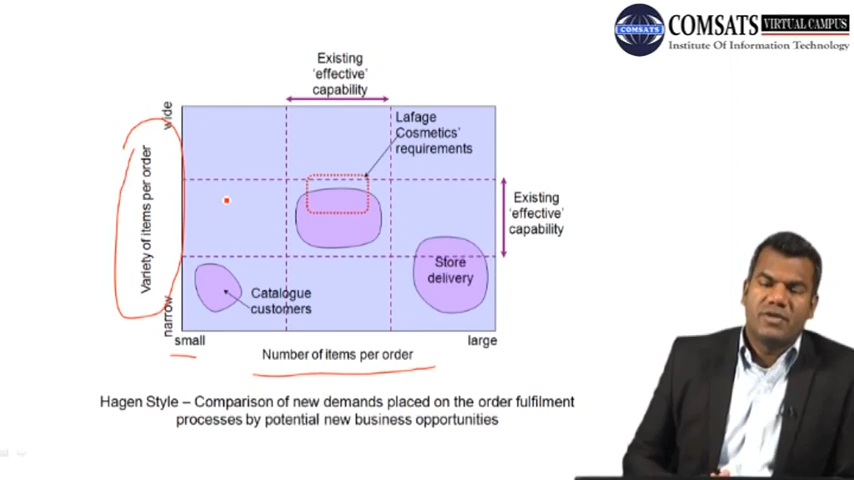 COMSATS VIRTUAL CAMPUS
COMSATS
Institute Of Information Technology
Existing
‘effective’
capability
wide
Lafage
Cosmetics’
requirements
Variety of items per order
Existing
‘effective’
capability
Store
delivery
Catalogue
customers
narrow
small
Number of items per order
large
Hagen Style – Comparison of new demands placed on the order fulfilment
processes by potential new business opportunities